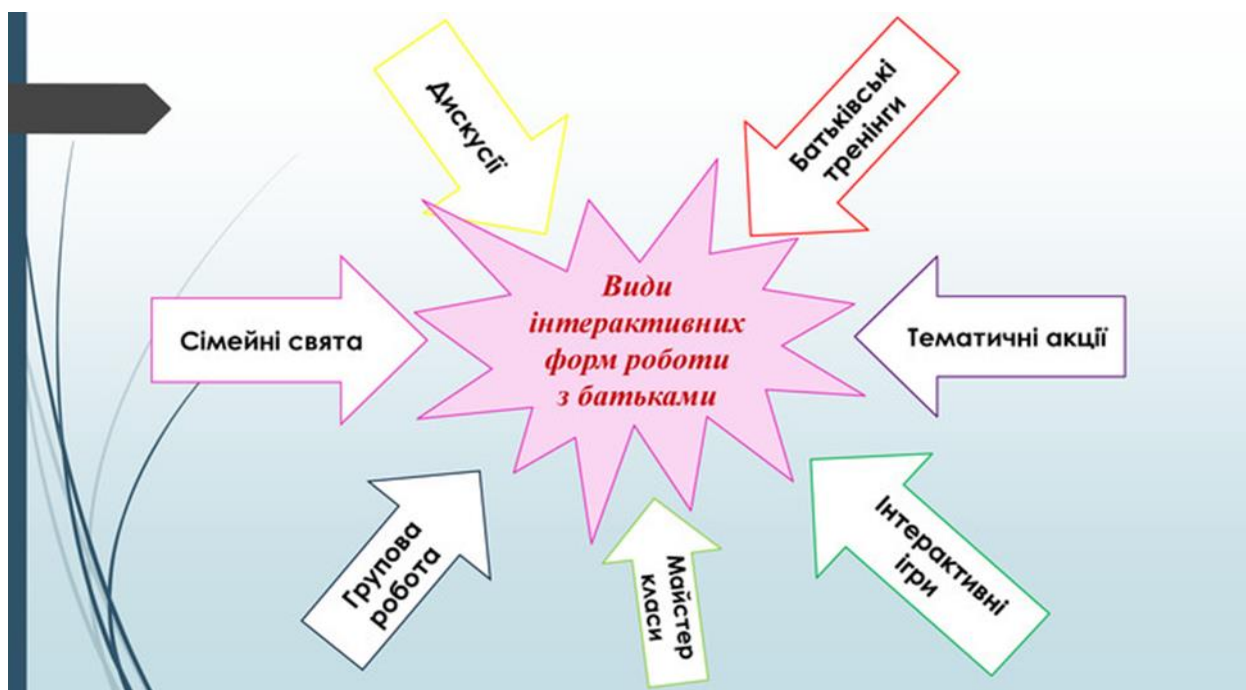 Дискусії
Батьківські
тренінги
Види
інтерактивних
форм роботи
з батьками
Сімейні свята
Тематичні акції
Групова
робота
Майстер
класи
Інтерактивні
ігри